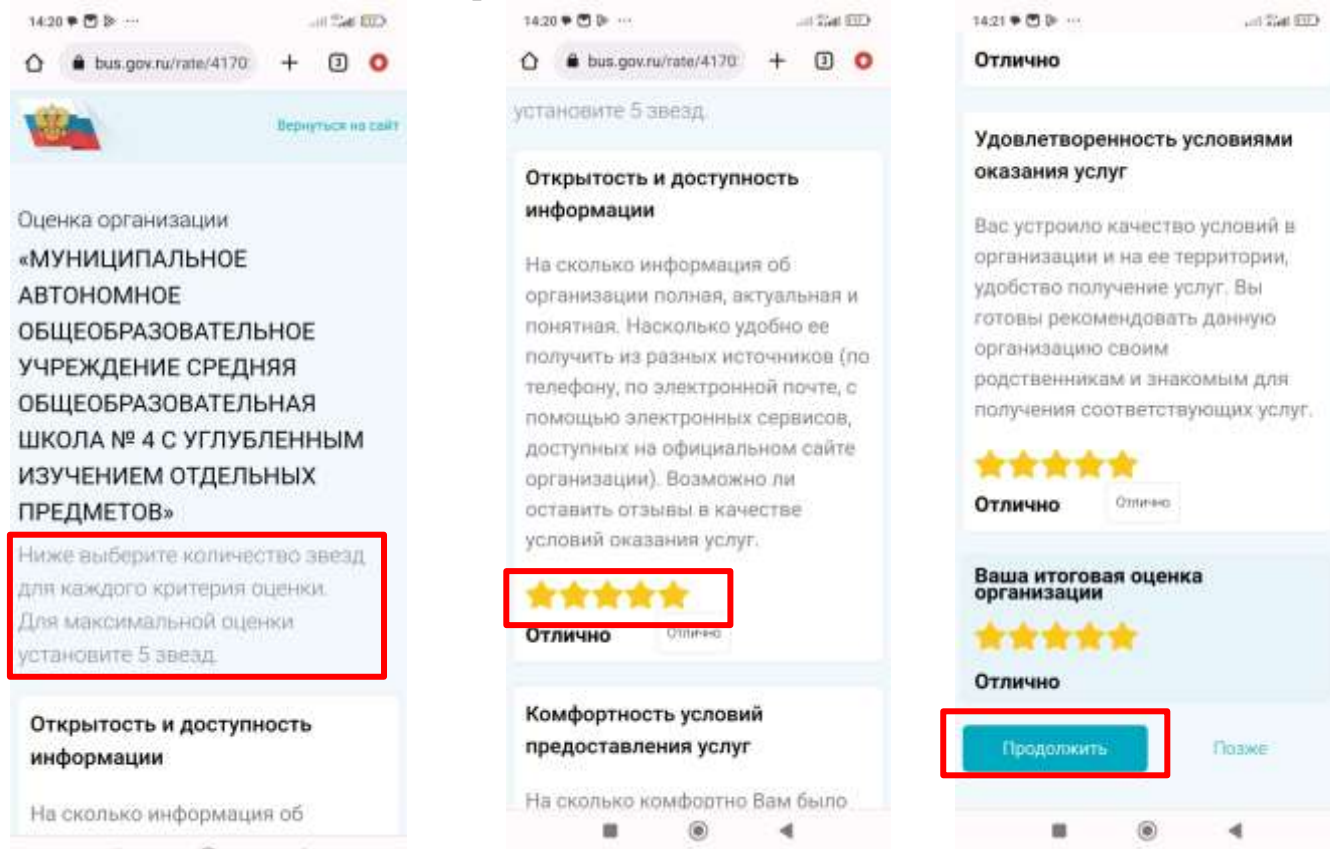 14:20
bus.gov.ru/rate/4170
3
Вернуться на сайт
Оценка организации
«МУНИЦИПАЛЬНОЕ
АВТОНОМНОЕ
ОБЩЕОБРАЗОВАТЕЛЬНОЕ
УЧРЕЖДЕНИЕ СРЕДНЯЯ
ОБЩЕОБРАЗОВАТЕЛЬНАЯ
ШКОЛА № 4 С УГЛУБЛЕННЫМ
ИЗУЧЕНИЕМ ОТДЕЛЬНЫХ
ПРЕДМЕТОВ»
Ниже выберите количество звезд
для каждого критерия оценки.
Для максимальной оценки
установите 5 звезд.
Открытость и доступность
информации
На сколько информация об
14:20
bus.gov.ru/rate/4170
3
установите 5 звезд.
Открытость и доступность
информации
На сколько информация об
организации полная, актуальная и
понятная. Насколько удобно ее
получить из разных источников (по
телефону, по электронной почте, с
помощью электронных сервисов,
доступных на официальном сайте
организации). Возможно ли
оставить отзывы в качестве
условий оказания услуг.
Отлично
Отлично
Комфортность условий
предоставления услуг
На сколько комфортно Вам было
14:21
Отлично
Удовлетворенность условиями
оказания услуг
Вас устроило качество условий в
организации и на ее территории,
удобство получение услуг. Вы
готовы рекомендовать данную
организацию своим
родственникам и знакомым для
получения соответствующих услуг.
Отлично
Отлично
Ваша итоговая оценка
организации
Отлично
Продолжить
Позже